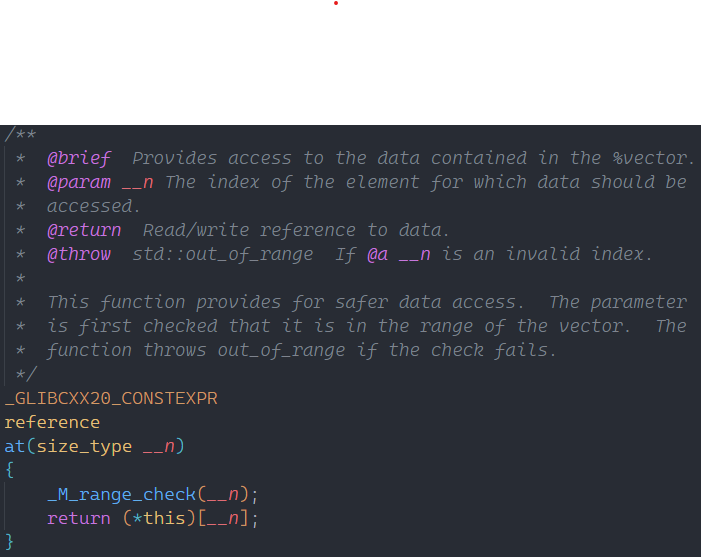 /**
 *  @brief  Provides access to the data contained in the %vector.
 *  @param __n The index of the element for which data should be
 *  accessed.
 *  @return  Read/write reference to data.
 *  @throw  std::out_of_range  If @a __n is an invalid index.
 *
 *  This function provides for safer data access.  The parameter
 *  is first checked that it is in the range of the vector.  The
 *  function throws out_of_range if the check fails.
 */
_GLIBCXX20_CONSTEXPR
reference
at(size_type __n)
{
    _M_range_check(__n);
    return (*this)[__n];
}